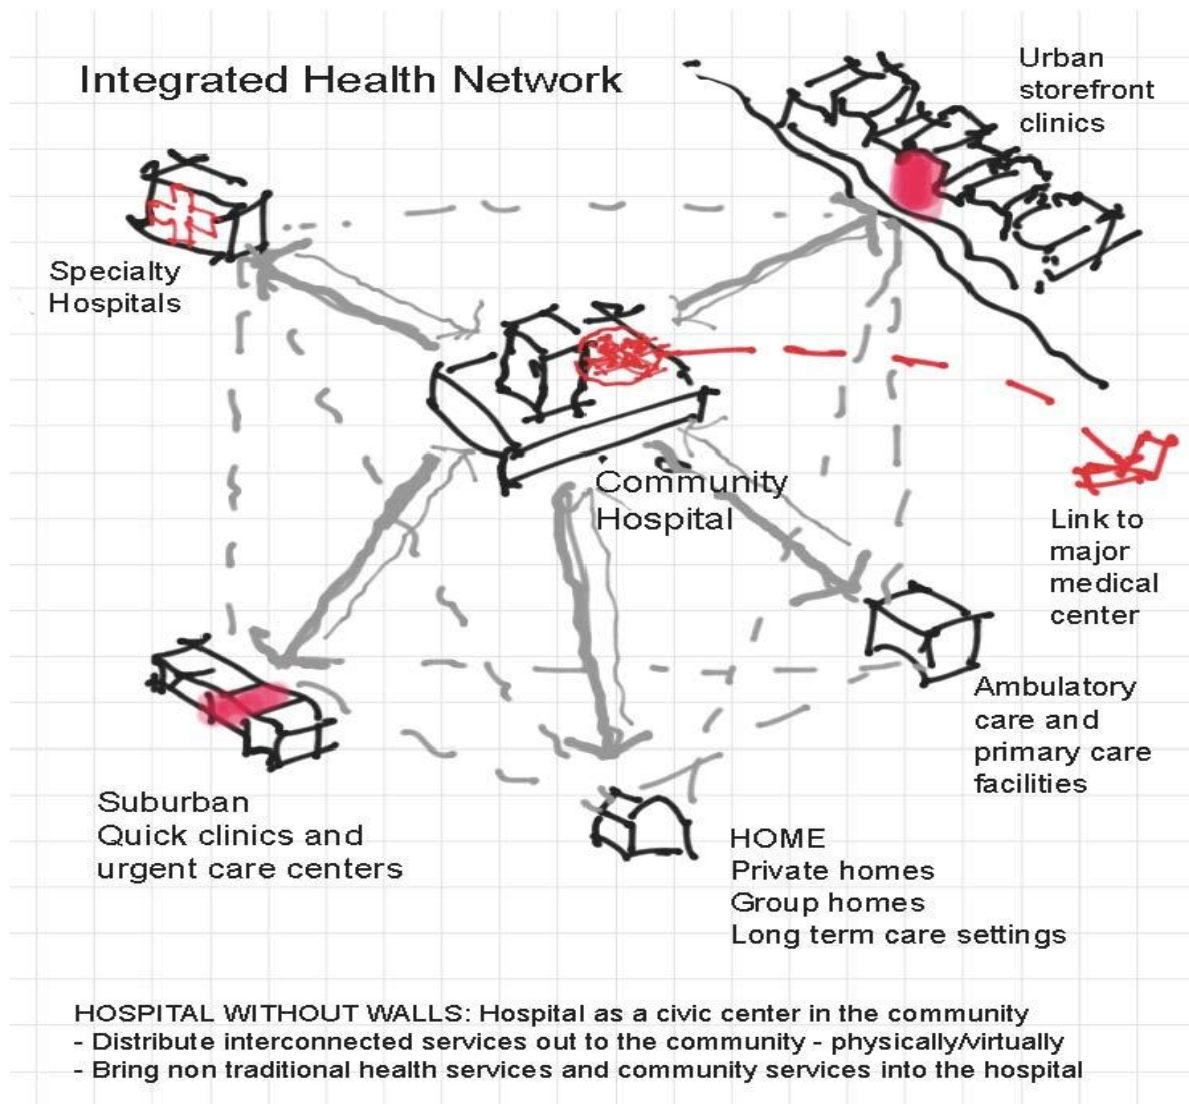 Integrated Health Network
Urban
storefront
clinics
Specialty
Hospitals
Community
Hospital
Link to
major
medical
center
Ambulatory
care and
primary care
facilities
Suburban
Quick clinics and
urgent care centers
HOME
Private homes
Group homes
Long term care settings
HOSPITAL WITHOUT WALLS: Hospital as a civic center in the community
- Distribute interconnected services out to the community - physically/virtually
- Bring non traditional health services and community services into the hospital